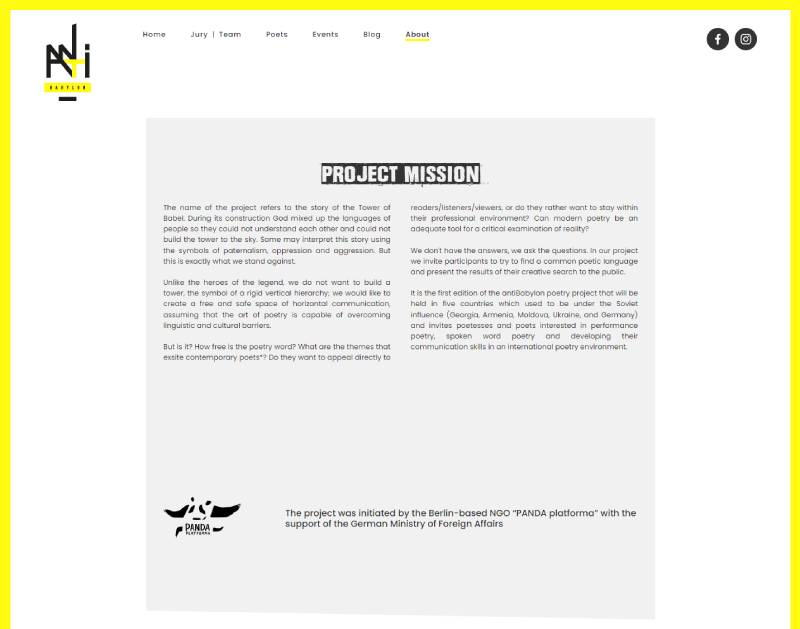 ANTi
BABYLON
Home
Jury | Team
Poets
Events
Blog
About
PROJECT MISSION
The name of the project refers to the story of the Tower of
Babel. During its construction God mixed up the languages of
people so they could not understand each other and could not
build the tower to the sky. Some may interpret this story using
the symbols of paternalism, oppression and aggression. But
this is exactly what we stand against.
Unlike the heroes of the legend, we do not want to build a
tower, the symbol of a rigid vertical hierarchy; we would like to
create a free and safe space of horizontal communication,
assuming that the art of poetry is capable of overcoming
linguistic and cultural barriers.
But is it? How free is the poetry word? What are the themes that
exsite contemporary poets*? Do they want to appeal directly to
readers/listeners/viewers, or do they rather want to stay within
their professional environment? Can modern poetry be an
adequate tool for a critical examination of reality?
We don't have the answers, we ask the questions. In our project
we invite participants to try to find a common poetic language
and present the results of their creative search to the public.
It is the first edition of the antiBabylon poetry project that will be
held in five countries which used to be under the Soviet
influence (Georgia, Armenia, Moldova, Ukraine, and Germany)
and invites poetesses and poets interested in performance
poetry, spoken word poetry and developing their
communication skills in an international poetry environment.
PANDA
PLATFORMA
The project was initiated by the Berlin-based NGO “PANDA platforma” with the
support of the German Ministry of Foreign Affairs